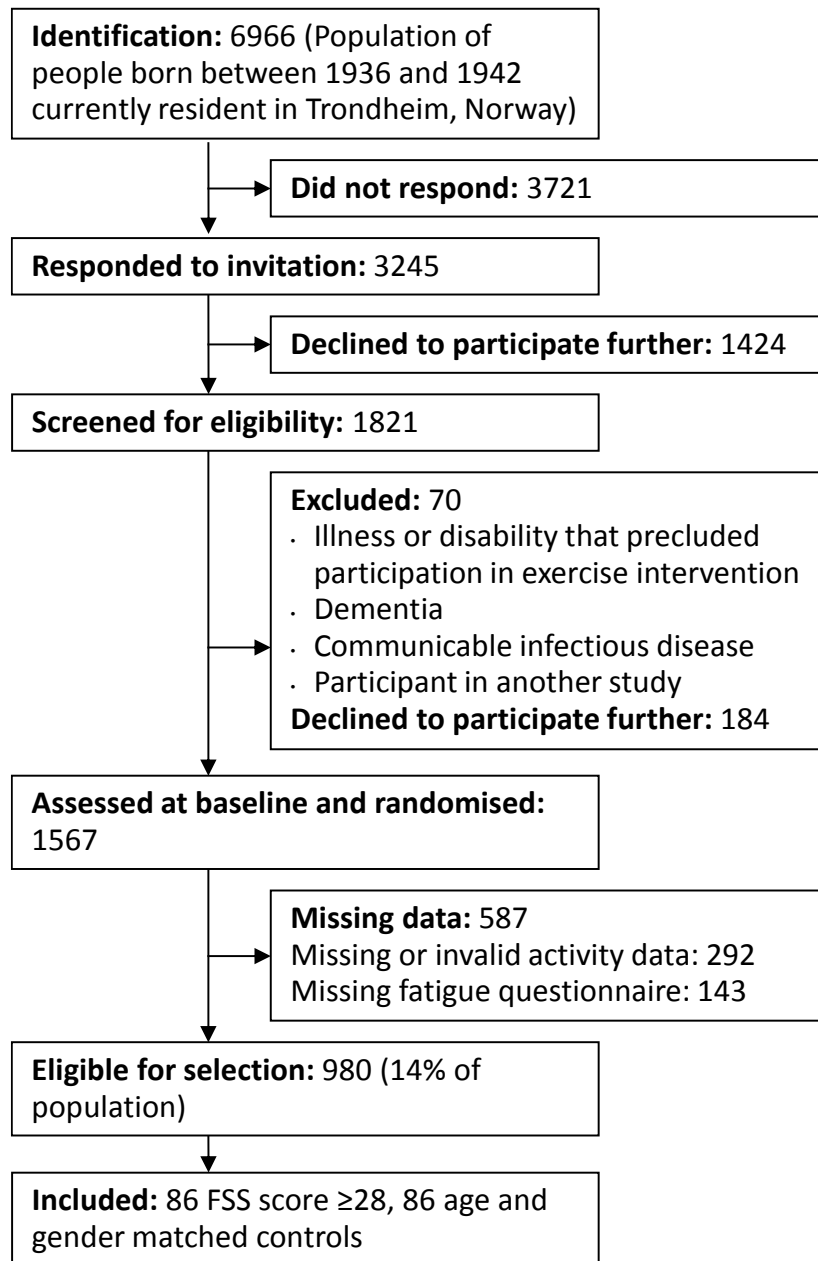 Identification: 6966 (Population of
people born between 1936 and 1942
currently resident in Trondheim, Norway)
Did not respond: 3721
Responded to invitation: 3245
Declined to participate further: 1424
Screened for eligibility: 1821
Excluded: 70
· Illness or disability that precluded
participation in exercise intervention
· Dementia
· Communicable infectious disease
· Participant in another study
Declined to participate further: 184
Assessed at baseline and randomised:
1567
Missing data: 587
Missing or invalid activity data: 292
Missing fatigue questionnaire: 143
Eligible for selection: 980 (14% of
population)
Included: 86 FSS score ≥28, 86 age and
gender matched controls